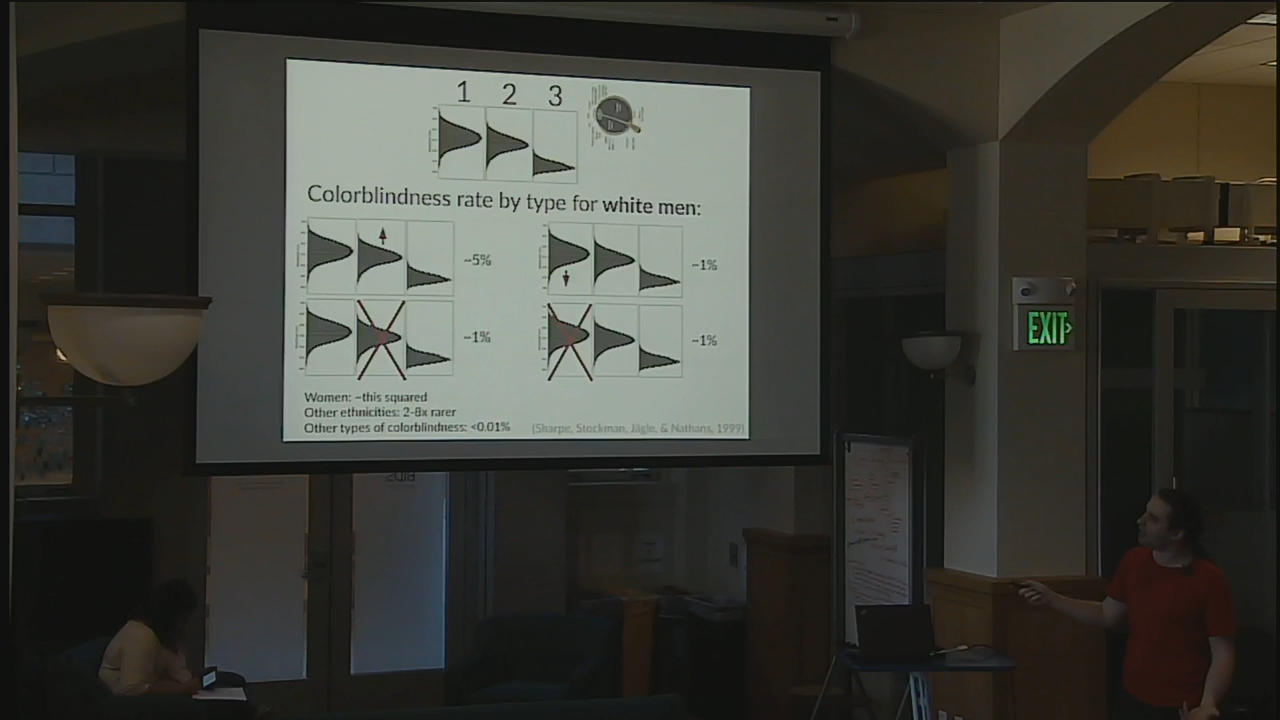 1 2 3
Colorblindness rate by type for white men:
~5%
~1%
~1%
~1%
Women: ~this squared
Other ethnicities: 2-8x rarer
Other types of colorblindness: <0.01%
(Sharpe, Stockman, Jägle, & Nathans, 1999)
EXIT